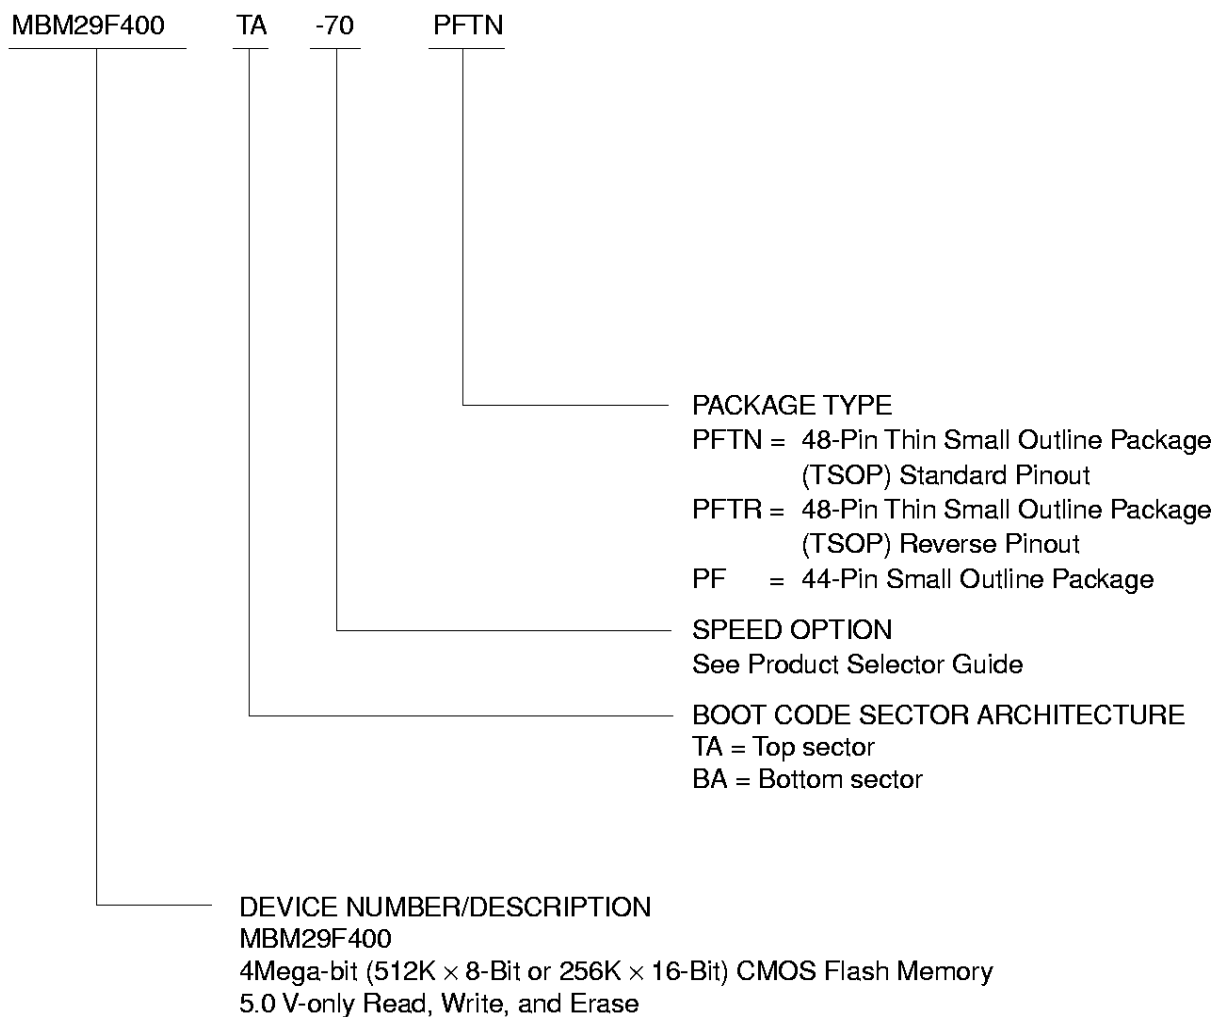 MBM29F400 TA -70 PFTN
PACKAGE TYPE
PFTN = 48-Pin Thin Small Outline Package
(TSOP) Standard Pinout
PFTR = 48-Pin Thin Small Outline Package
(TSOP) Reverse Pinout
PF = 44-Pin Small Outline Package
SPEED OPTION
See Product Selector Guide
BOOT CODE SECTOR ARCHITECTURE
TA = Top sector
BA = Bottom sector
DEVICE NUMBER/DESCRIPTION
MBM29F400
4Mega-bit (512K × 8-Bit or 256K × 16-Bit) CMOS Flash Memory
5.0 V-only Read, Write, and Erase